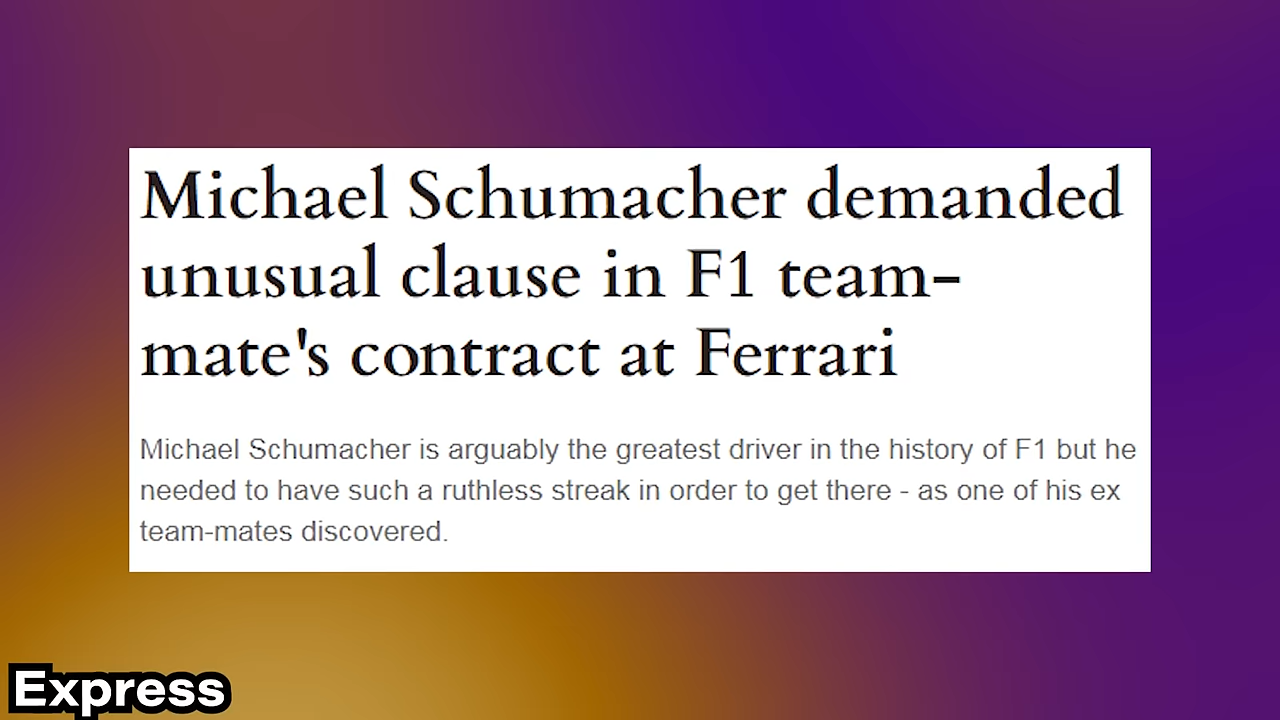 Michael Schumacher demanded
unusual clause in F1 team-
mate's contract at Ferrari
Michael Schumacher is arguably the greatest driver in the history of F1 but he
needed to have such a ruthless streak in order to get there - as one of his ex
team-mates discovered.
Express